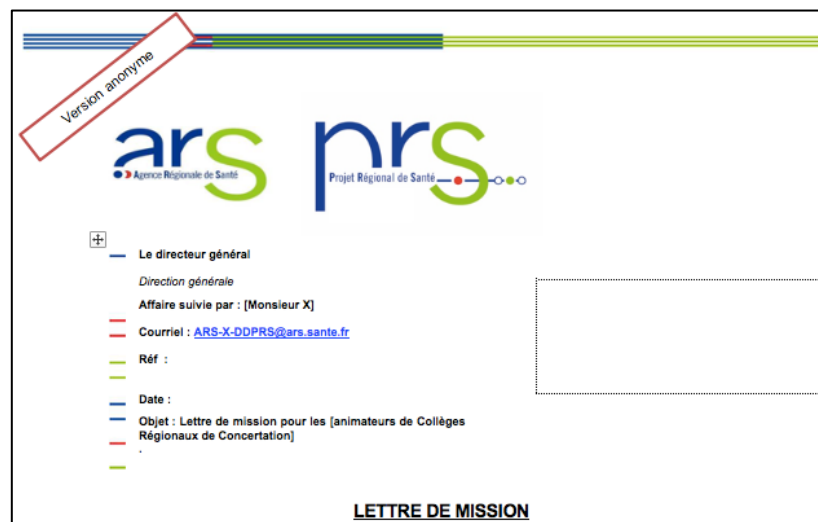 Version anonyme
ars
Agence Régionale de Santé
prs
Projet Régional de Santé
Le directeur général
Direction générale
Affaire suivie par : [Monsieur X]
Courriel : ARS-X-DDPRS@ars.sante.fr
Réf :
Date :
Objet : Lettre de mission pour les [animateurs de Collèges
Régionaux de Concertation]
.
LETTRE DE MISSION